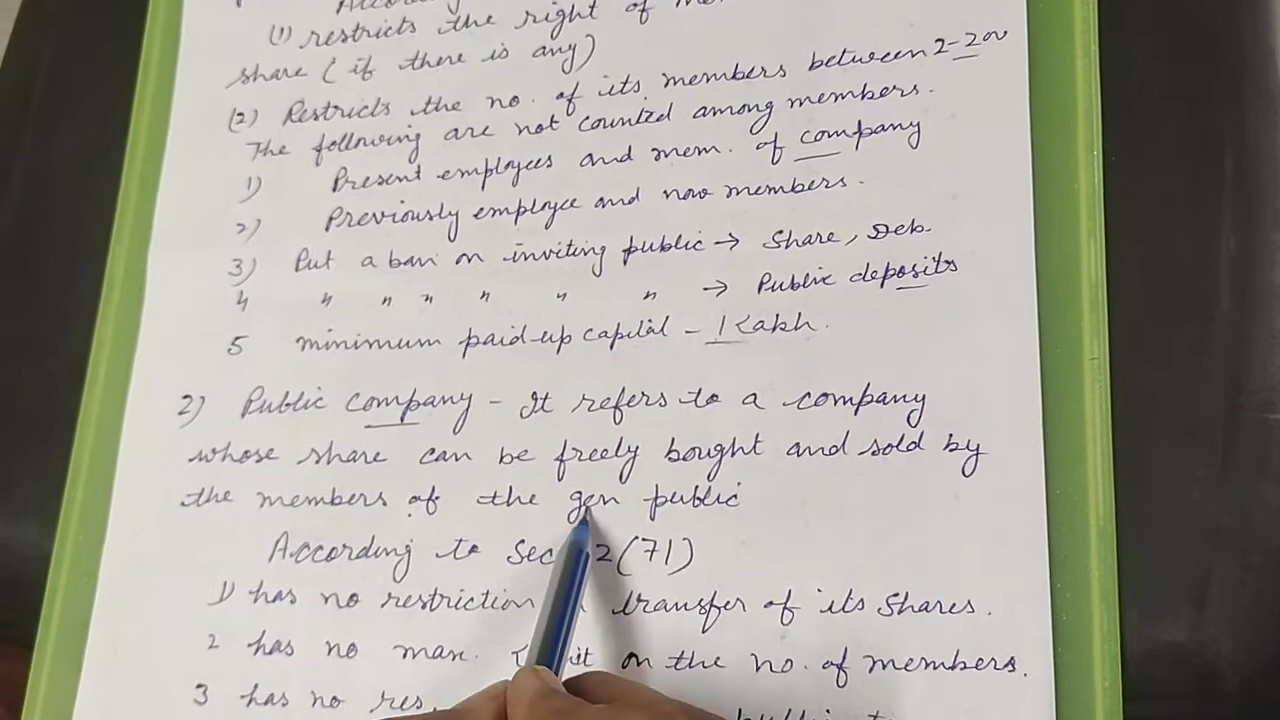 (1) restricts the right of
share (if there is any)
(2) Restricts the no. of its members between 2-200
The following are not counted among members.
1) Present employees and mem. of company
2) Previously employee and now members.
3) Put a ban on inviting public → Share, Deb.
4 " " " " " " → Public deposits
5 minimum paid-up capital - 1 Lakh.
2) Public company - It refers to a company
whose share can be freely bought and sold by
the members of the gen public
According to Sec 2(71)
1) has no restriction transfer of its shares.
2 has no max. on the no. of members.
3 has no res.